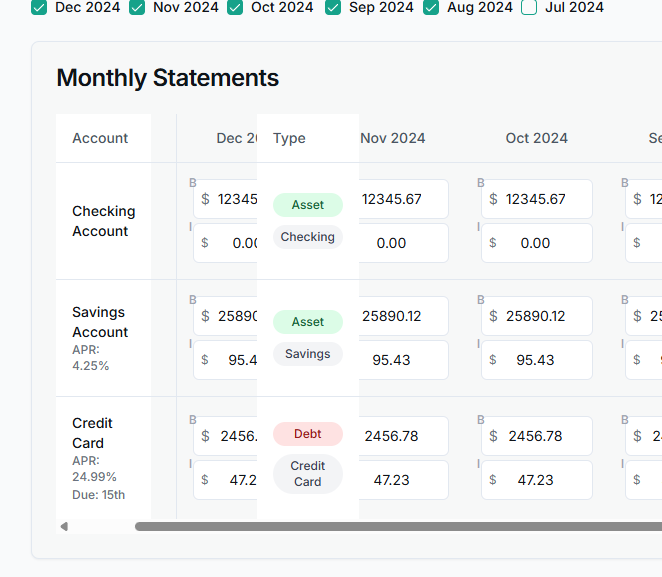 Dec 2024 Nov 2024 Oct 2024 Sep 2024 Aug 2024 Jul 2024
Monthly Statements
Account Dec 20 Type Nov 2024 Oct 2024 Se
Checking
Account
B $ 12345 Asset 12345.67 B $ 12345.67 B $ 12
I $ 0.00 Checking 0.00 I $ 0.00 I $
Savings
Account
APR:
4.25%
B $ 25890 Asset 25890.12 B $ 25890.12 B $ 25
I $ 95.4 Savings 95.43 I $ 95.43 I $
Credit
Card
APR:
24.99%
Due: 15th
B $ 2456. Debt 2456.78 B $ 2456.78 B $ 2
I $ 47.2 Credit
Card 47.23 I $ 47.23 I $